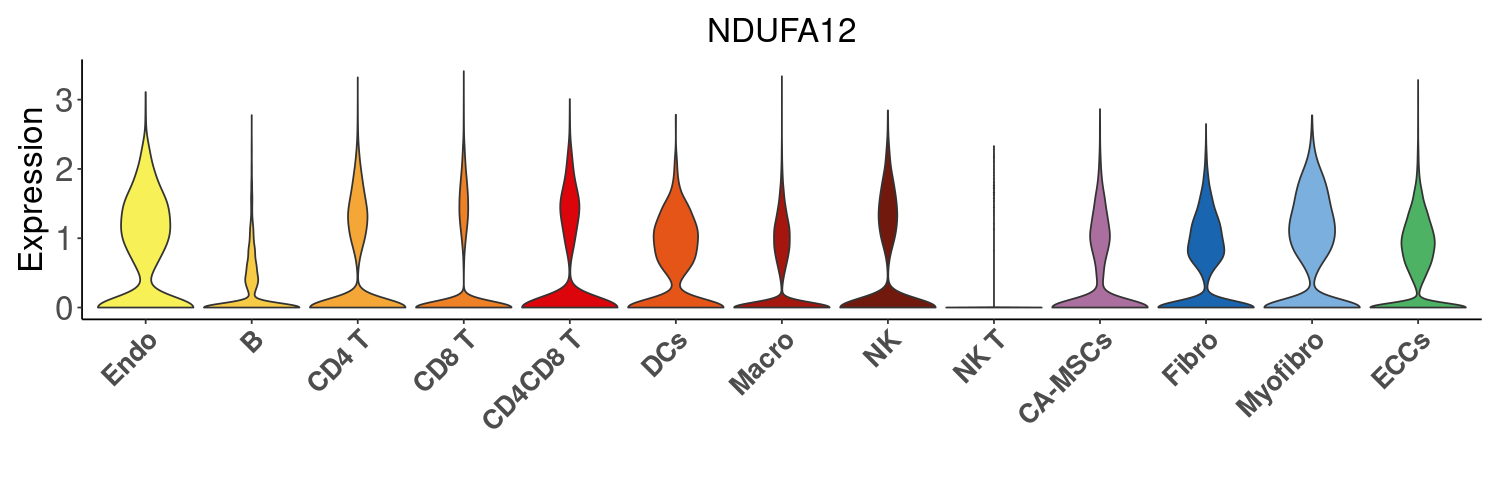 NDUFA12
Expression
3
2
1
0
Endo
B
CD4 T
CD8 T
CD4CD8 T
DCs
Macro
NK
NK T
CA-MSCs
Fibro
Myofibro
ECCs